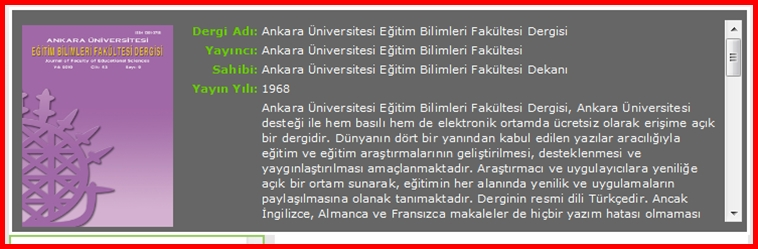 ANKARA ÜNİVERSİTESİ
EĞİTİM BİLİMLERİ FAKÜLTESİ DERGİSİ
Journal of Faculty of Educational Sciences
Dergi Adı: Ankara Üniversitesi Eğitim Bilimleri Fakültesi Dergisi
Yayıncı: Ankara Üniversitesi Eğitim Bilimleri Fakültesi
Sahibi: Ankara Üniversitesi Eğitim Bilimleri Fakültesi Dekanı
Yayın Yılı: 1968
Ankara Üniversitesi Eğitim Bilimleri Fakültesi Dergisi, Ankara Üniversitesi
desteği ile hem basılı hem de elektronik ortamda ücretsiz olarak erişime açık
bir dergidir. Dünyanın dört bir yanından kabul edilen yazılar aracılığıyla
eğitim ve eğitim araştırmalarının geliştirilmesi, desteklenmesi ve
yaygınlaştırılması amaçlanmaktadır. Araştırmacı ve uygulayıcılara yeniliğe
açık bir ortam sunarak, eğitimin her alanında yenilik ve uygulamaların
paylaşılmasına olanak tanımaktadır. Derginin resmi dili Türkçedir. Ancak
İngilizce, Almanca ve Fransızca makaleler de hiçbir yazım hatası olmaması